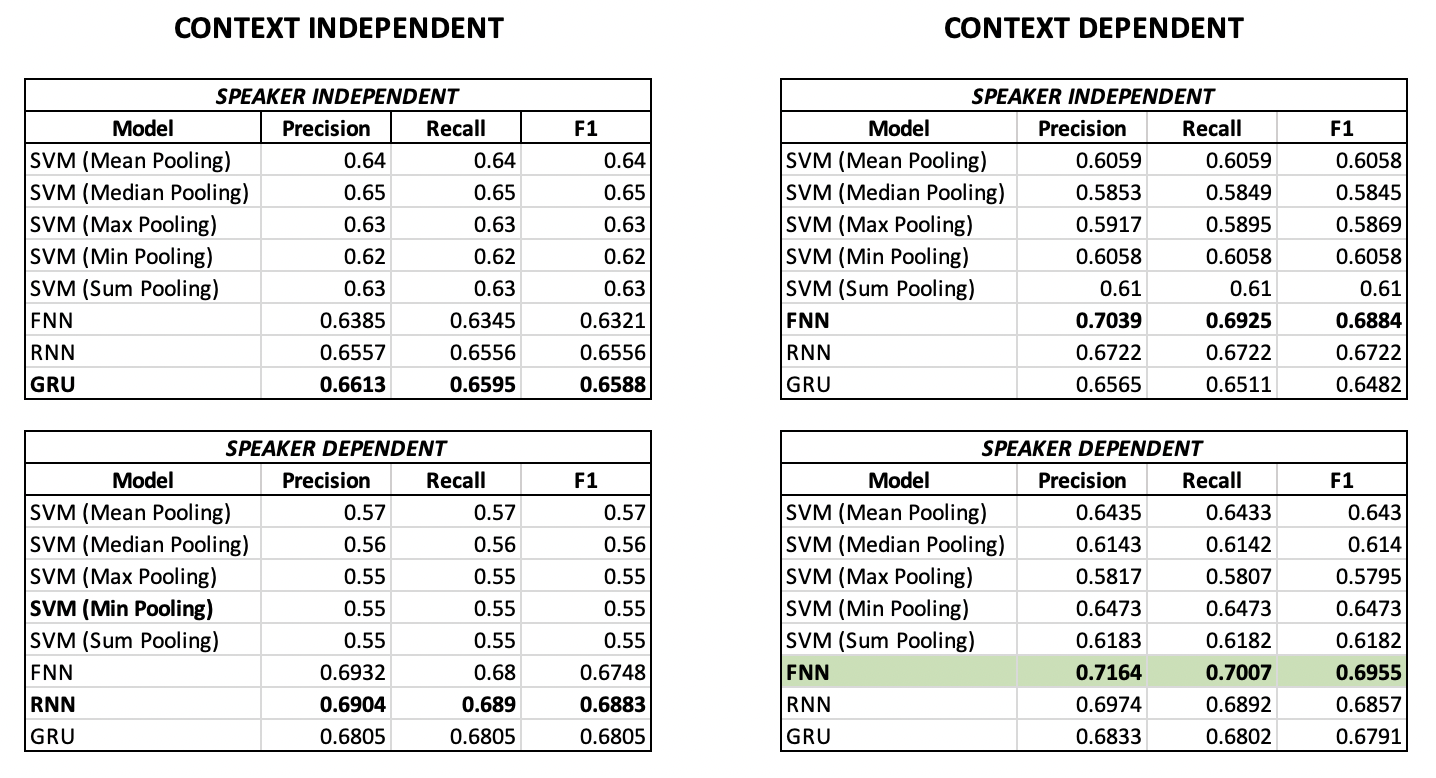 CONTEXT INDEPENDENT
SPEAKER INDEPENDENT
Model Precision Recall F1
SVM (Mean Pooling) 0.64 0.64 0.64
SVM (Median Pooling) 0.65 0.65 0.65
SVM (Max Pooling) 0.63 0.63 0.63
SVM (Min Pooling) 0.62 0.62 0.62
SVM (Sum Pooling) 0.63 0.63 0.63
FNN 0.6385 0.6345 0.6321
RNN 0.6557 0.6556 0.6556
GRU 0.6613 0.6595 0.6588
SPEAKER DEPENDENT
Model Precision Recall F1
SVM (Mean Pooling) 0.57 0.57 0.57
SVM (Median Pooling) 0.56 0.56 0.56
SVM (Max Pooling) 0.55 0.55 0.55
SVM (Min Pooling) 0.55 0.55 0.55
SVM (Sum Pooling) 0.55 0.55 0.55
FNN 0.6932 0.68 0.6748
RNN 0.6904 0.689 0.6883
GRU 0.6805 0.6805 0.6805
CONTEXT DEPENDENT
SPEAKER INDEPENDENT
Model Precision Recall F1
SVM (Mean Pooling) 0.6059 0.6059 0.6058
SVM (Median Pooling) 0.5853 0.5849 0.5845
SVM (Max Pooling) 0.5917 0.5895 0.5869
SVM (Min Pooling) 0.6058 0.6058 0.6058
SVM (Sum Pooling) 0.61 0.61 0.61
FNN 0.7039 0.6925 0.6884
RNN 0.6722 0.6722 0.6722
GRU 0.6565 0.6511 0.6482
SPEAKER DEPENDENT
Model Precision Recall F1
SVM (Mean Pooling) 0.6435 0.6433 0.643
SVM (Median Pooling) 0.6143 0.6142 0.614
SVM (Max Pooling) 0.5817 0.5807 0.5795
SVM (Min Pooling) 0.6473 0.6473 0.6473
SVM (Sum Pooling) 0.6183 0.6182 0.6182
FNN 0.7164 0.7007 0.6955
RNN 0.6974 0.6892 0.6857
GRU 0.6833 0.6802 0.6791